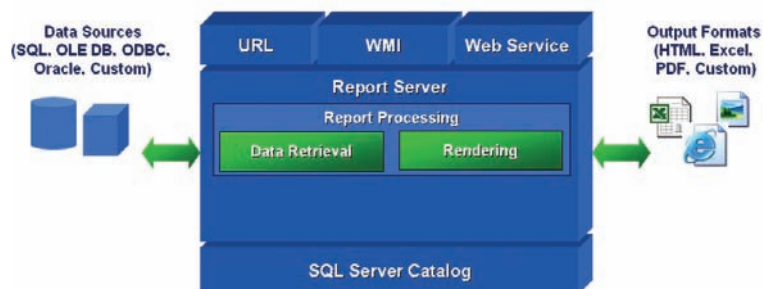 Data Sources
(SQL, OLE DB, ODBC,
Oracle, Custom)
URL
WMI
Web Service
Output Formats
(HTML, Excel,
PDF, Custom)
Report Server
Report Processing
Data Retrieval
Rendering
SQL Server Catalog